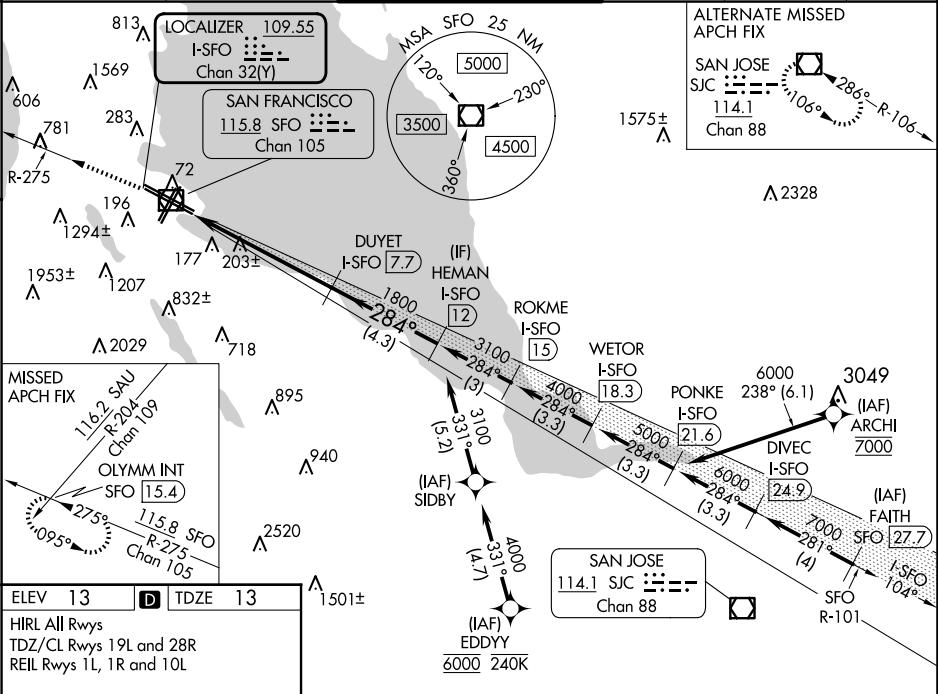 813
LOCALIZER 109.55
I-SFO
Chan 32(Y)
606
1569
283
781
R-275
SAN FRANCISCO
115.8 SFO
Chan 105
72
196
1294±
1953±
1207
177
203±
832±
718
2029
895
940
2520
1501±
MSA SFO 25 NM
120°
5000
230°
3500
4500
360°
ALTERNATE MISSED
APCH FIX
SAN JOSE
SJC
114.1
Chan 88
286°
106°
R-106
1575±
2328
DUYET
I-SFO 7.7
1800
284°
(4.3)
(IF)
HEMAN
I-SFO
12
3100
284°
(3)
ROKME
I-SFO
15
4000
284°
(3.3)
WETOR
I-SFO
18.3
5000
284°
(3.3)
PONKE
I-SFO
21.6
6000
284°
(3.3)
6000
238° (6.1)
3049
(IAF)
ARCHI
7000
DIVEC
I-SFO
24.9
7000
281°
(4)
(IAF)
FAITH
SFO 27.7
I-SFO
104°
SFO
R-101
3100
331°
(5.2)
(IAF)
SIDBY
4000
331°
(4.7)
(IAF)
EDDYY
6000 240K
SAN JOSE
114.1 SJC
Chan 88
MISSED
APCH FIX
116.2 SAU
R-204
Chan 109
OLYMM INT
SFO 15.4
275°
095°
115.8 SFO
R-275
Chan 105
ELEV 13 D TDZE 13
HIRL All Rwys
TDZ/CL Rwys 19L and 28R
REIL Rwys 1L, 1R and 10L